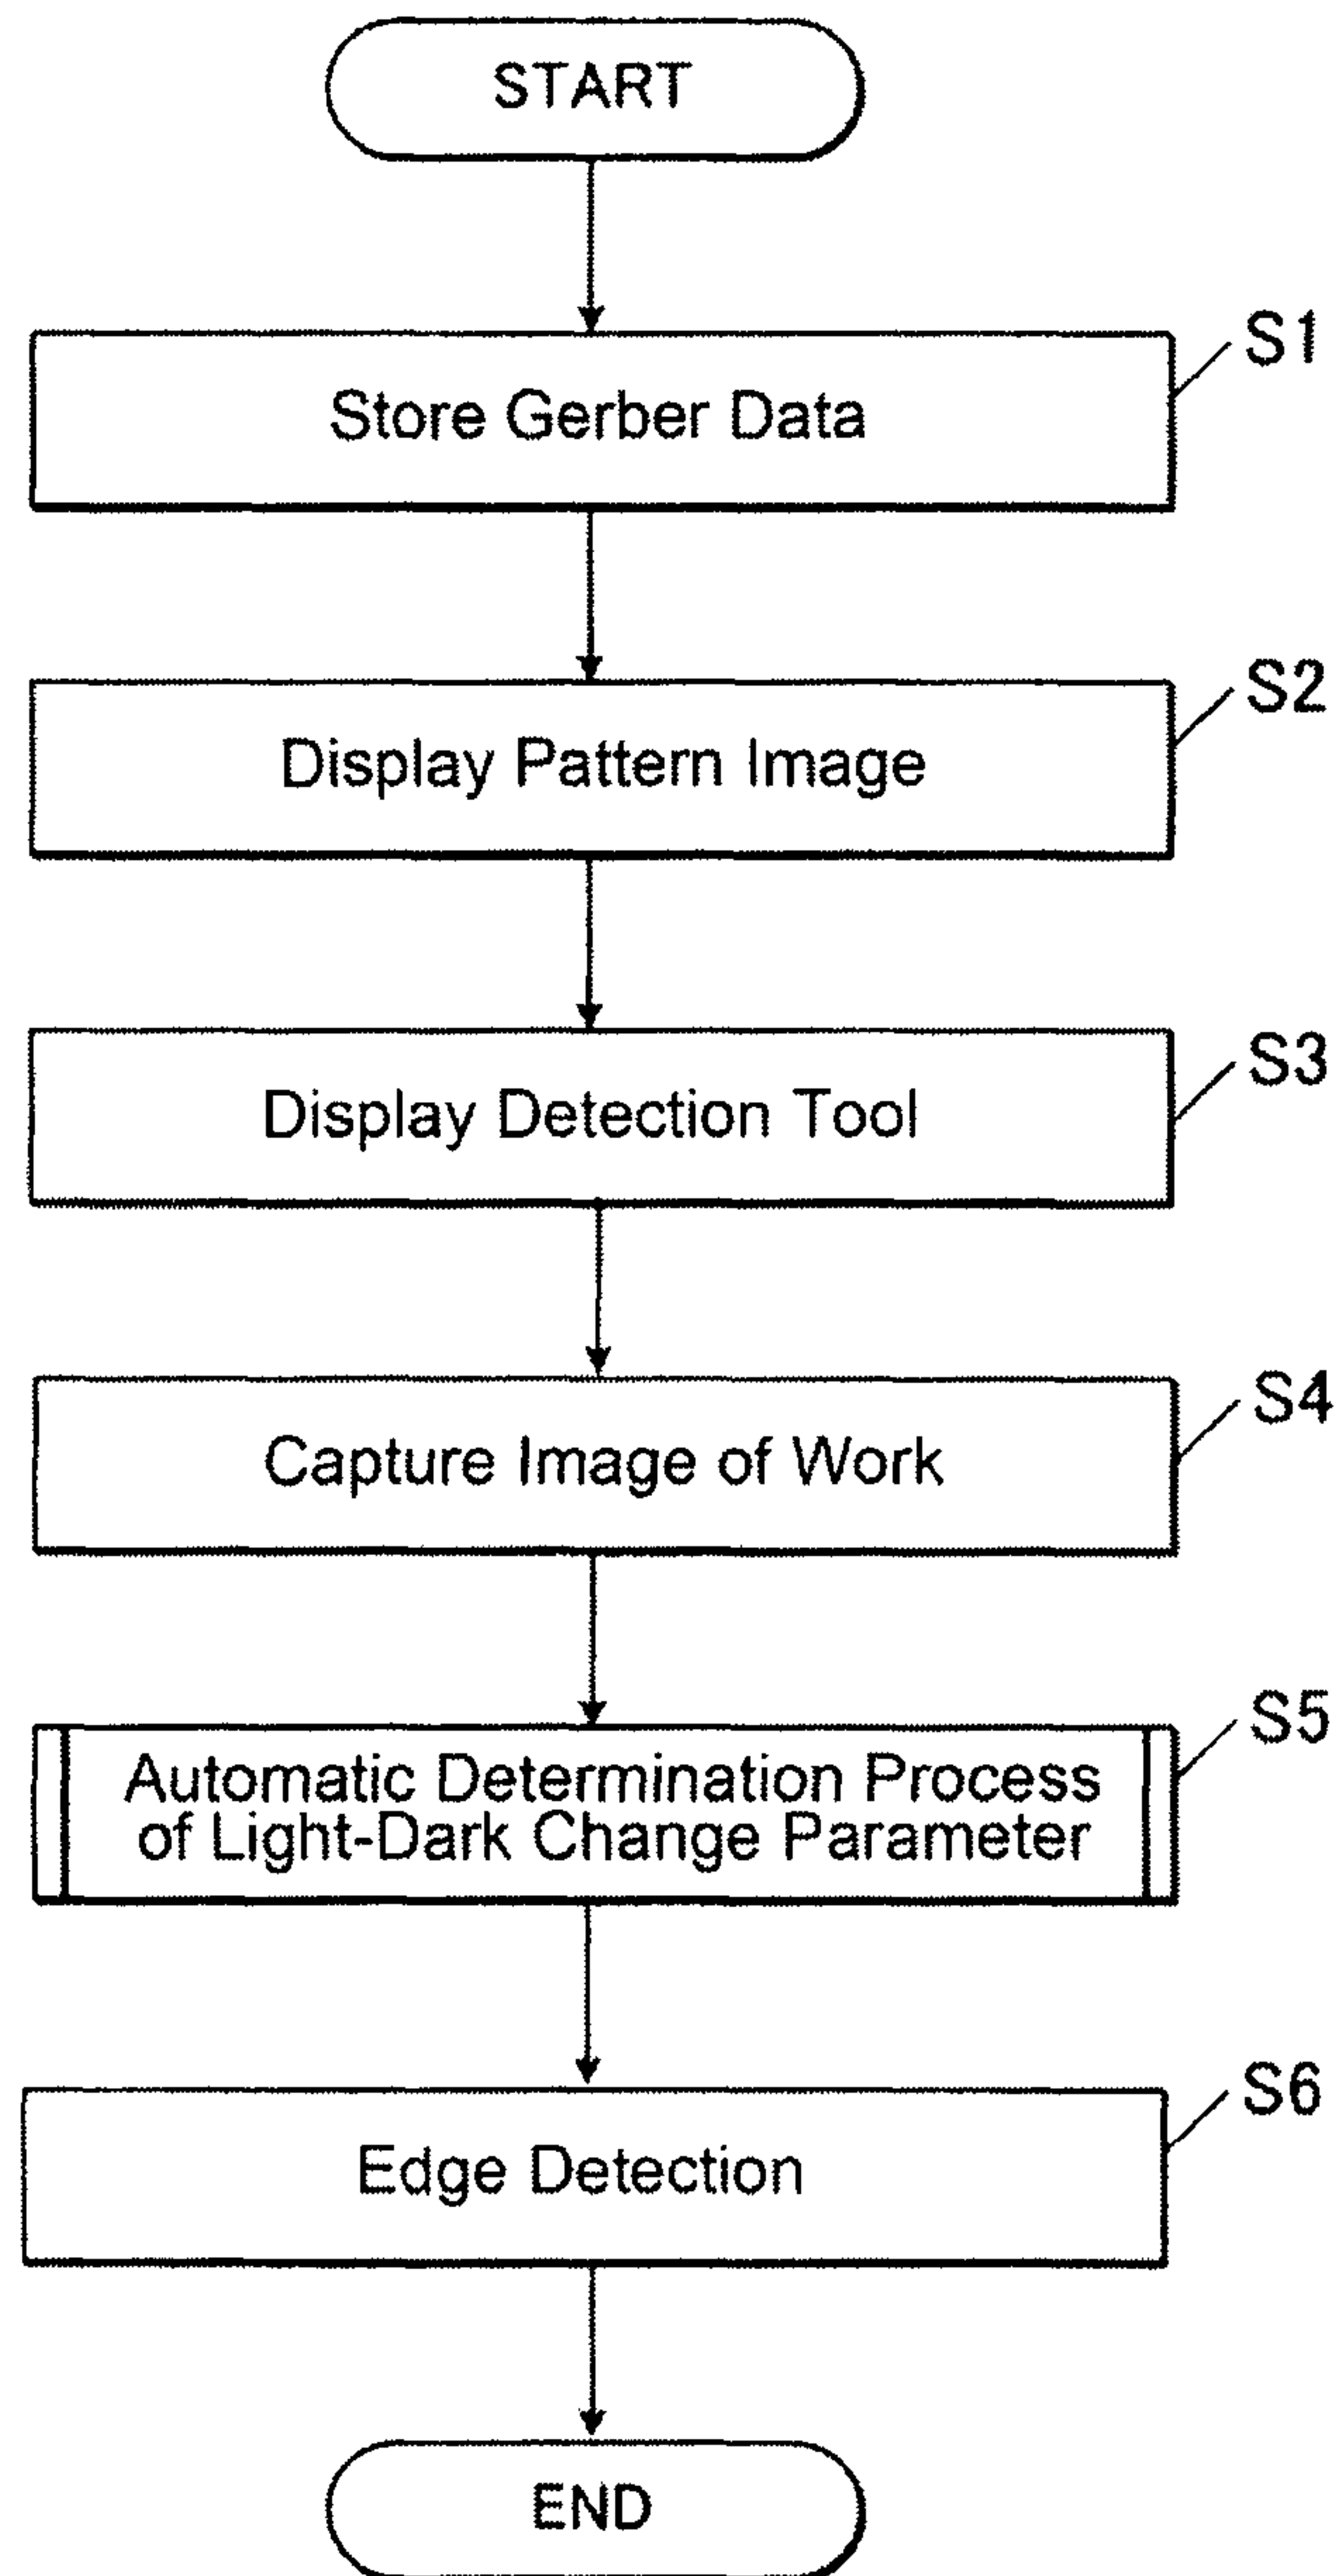 START
S1
Store Gerber Data
S2
Display Pattern Image
S3
Display Detection Tool
S4
Capture Image of Work
S5
Automatic Determination Process
of Light-Dark Change Parameter
S6
Edge Detection
END